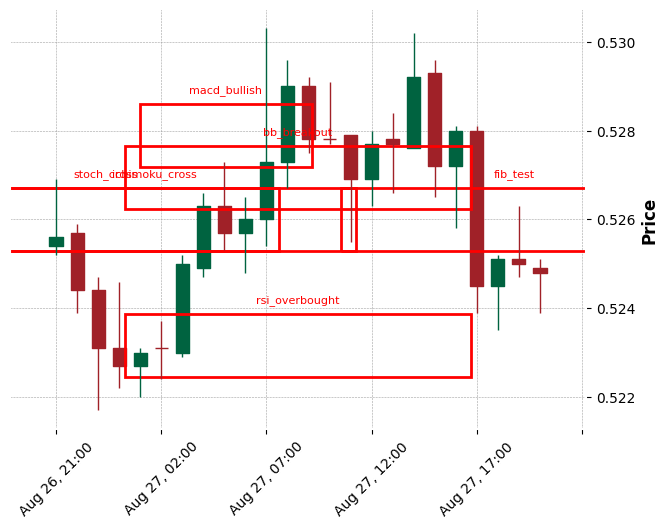 macd_bullish
bb_breakout
ichimoku_cross
fib_test
rsi_overbought
0.530
0.528
0.526
0.524
0.522
Price
Aug 26, 21:00
Aug 27, 02:00
Aug 27, 07:00
Aug 27, 12:00
Aug 27, 17:00